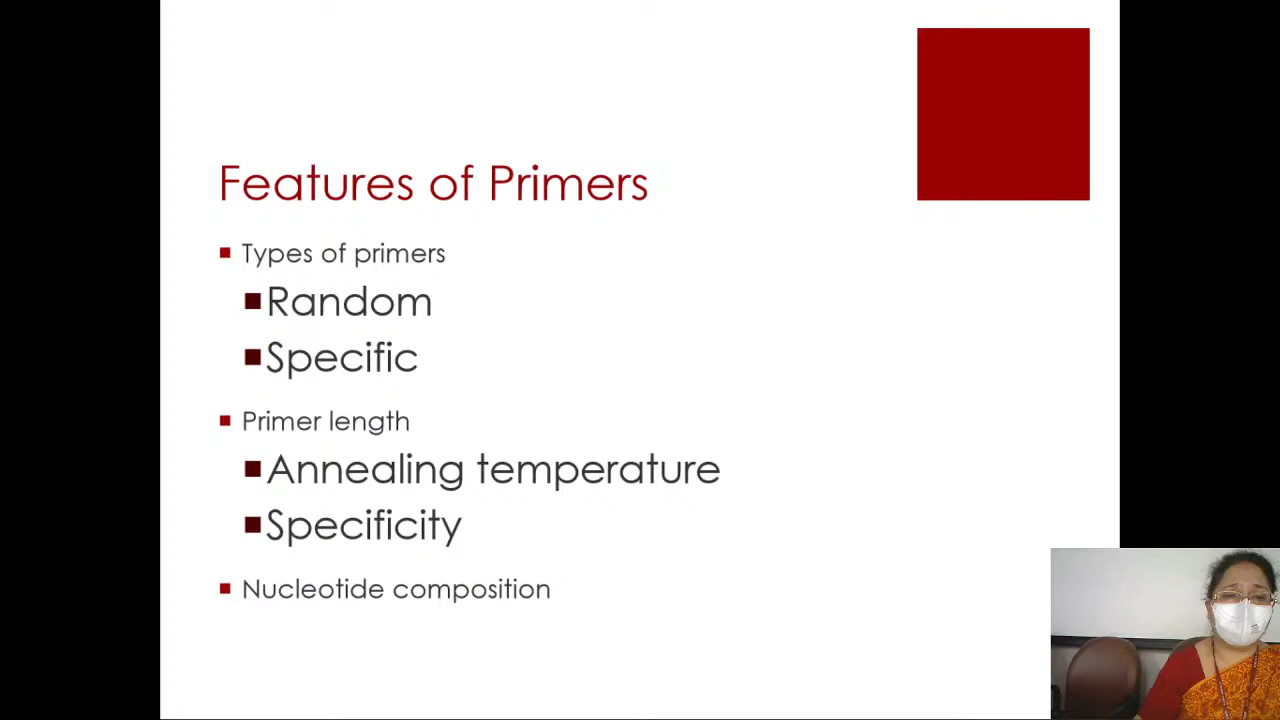 Features of Primers
Types of primers
Random
Specific
Primer length
Annealing temperature
Specificity
Nucleotide composition